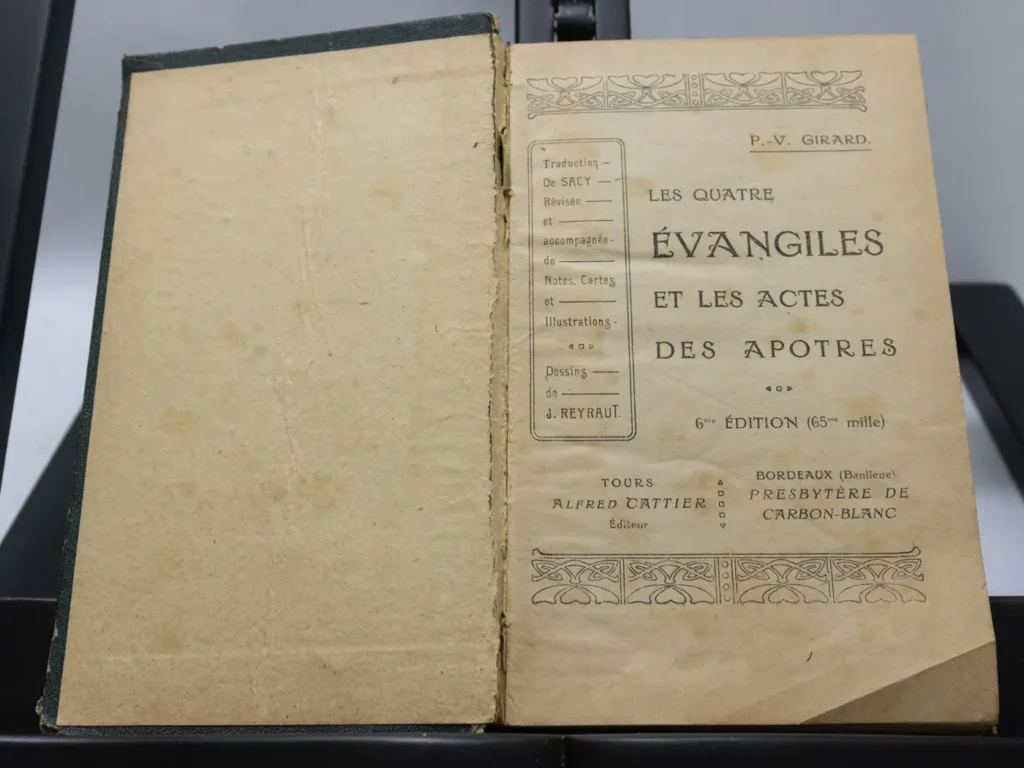 P.-V. GIRARD.
Traduction
De SACY
Révisée
et
accompagnée
de
Notes, Cartes
et
Illustrations
Dessins
de
J. REYRAUT.
LES QUATRE
ÉVANGILES
ET LES ACTES
DES APOTRES
6me ÉDITION (65me mille)
TOURS
ALFRED CATTIER
Éditeur
BORDEAUX (Banlieue)
PRESBYTÈRE DE
CARBON-BLANC